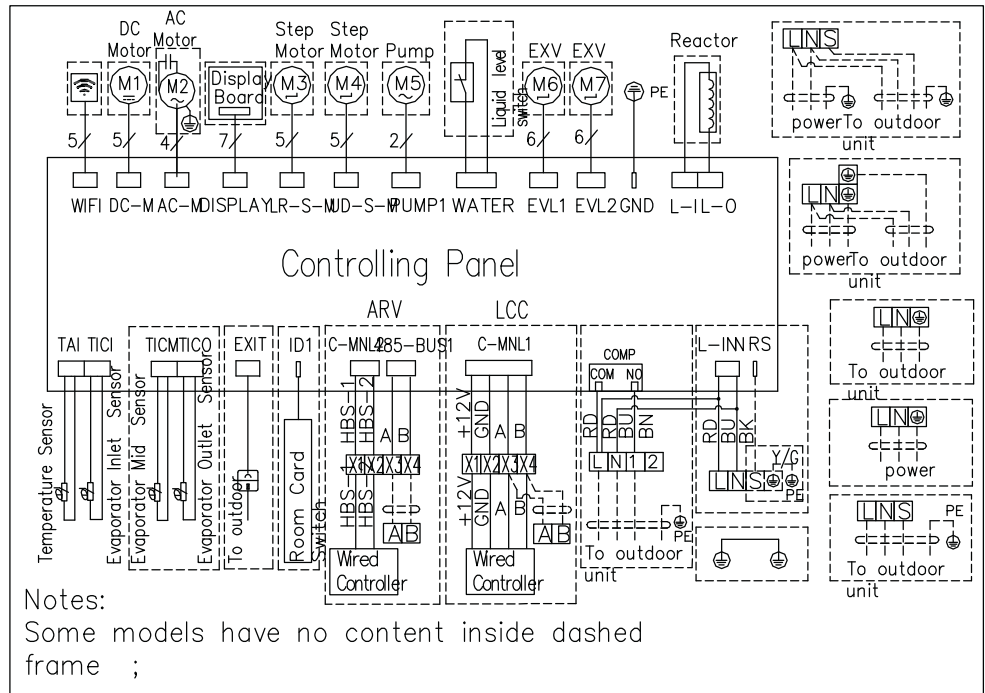 DC Motor
AC Motor
Step Motor
Step Motor
Pump
Liquid level switch
EXV
EXV
Reactor
M1
M2
Display Board
M3
M4
M5
M6
M7
PE
5
5
4
7
5
5
2
6
6
WIFI
DC-M
AC-M
DISPLAY
LR-S-M
UD-S-M
PUMP1
WATER
EVL1
EVL2
GND
L-I
L-O
Controlling Panel
ARV
LCC
TAI
TICI
TICM
TICO
EXIT
ID1
C-MNL2
485-BUS1
C-MNL1
COMP
COM
NO
L-IN
N
RS
HBS-1
HBS-2
A
B
+12V
GND
A
B
RD
RD
BU
BN
RD
BU
BK
X1
X2
X3
X4
X1
X2
X3
X4
L
N
1
2
L
N
S
Y/G
PE
HBS-1
HBS-2
A
B
+12V
GND
A
B
A
B
PE
Temperature Sensor
Evaporator Inlet Sensor
Evaporator Mid Sensor
Evaporator Outlet Sensor
To outdoor
Room Card Switch
Wired Controller
Wired Controller
To outdoor
unit
L N S
power
To outdoor
unit
L N
power
To outdoor
unit
L N
To outdoor
unit
L N
power
L N S
PE
To outdoor
unit
Notes:
Some models have no content inside dashed
frame ;